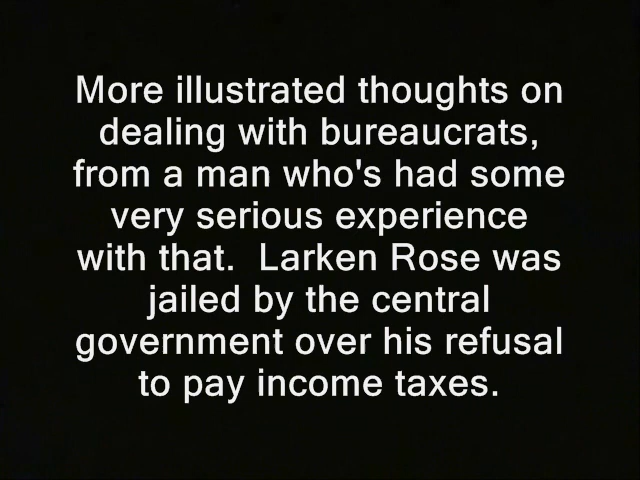 More illustrated thoughts on
dealing with bureaucrats,
from a man who's had some
very serious experience
with that.  Larken Rose was
jailed by the central
government over his refusal
to pay income taxes.